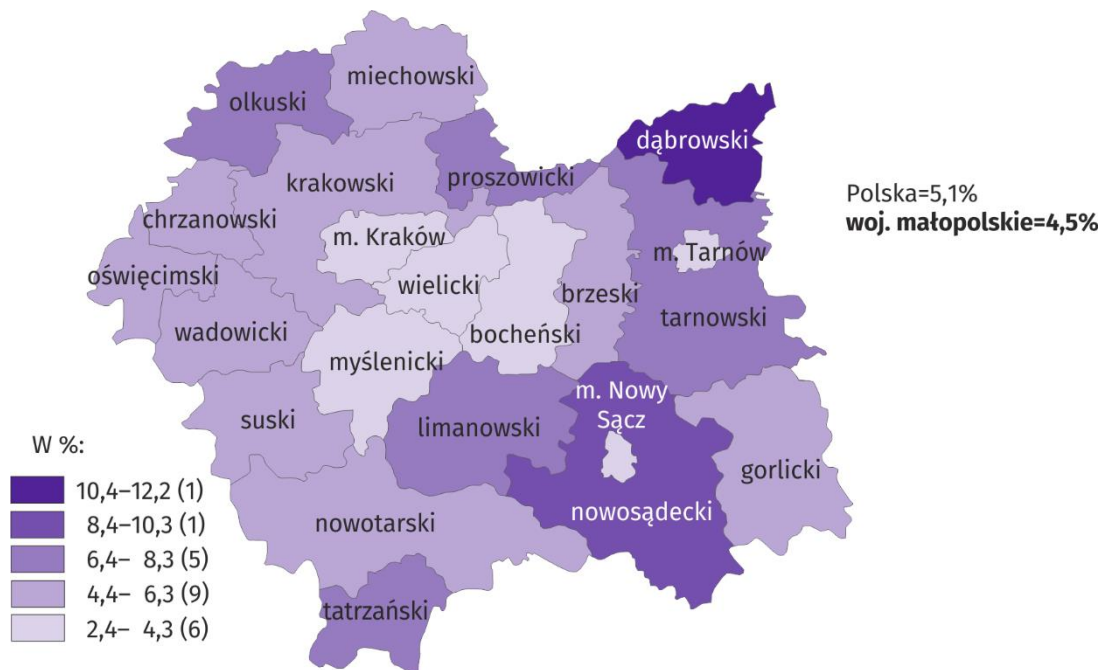 miechowski
olkuski
dąbrowski
proszowicki
krakowski
Polska=5,1%
woj. małopolskie=4,5%
chrzanowski
m. Kraków
m. Tarnów
oświęcimski
wielicki
brzeski
tarnowski
wadowicki
bocheński
myślenicki
m. Nowy
Sącz
suski
limanowski
W %:
gorlicki
10,4–12,2 (1)
8,4–10,3 (1)
nowosądecki
nowotarski
6,4– 8,3 (5)
4,4– 6,3 (9)
tatrzański
2,4– 4,3 (6)